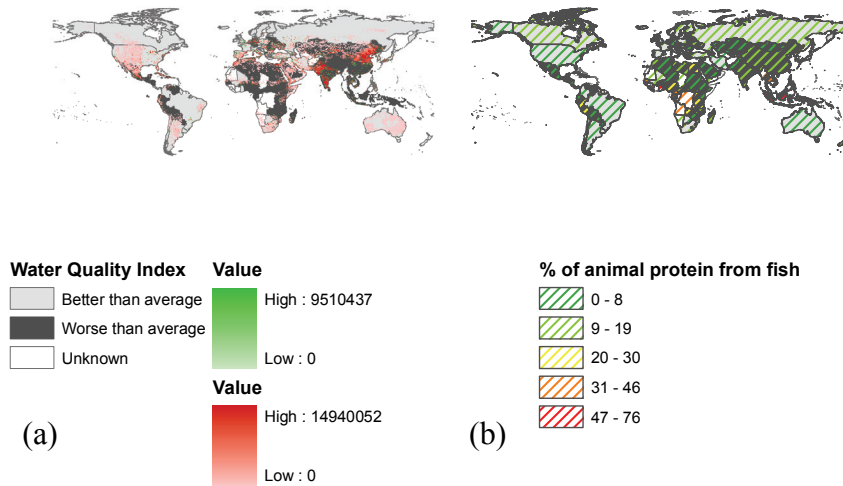 Water Quality Index
Better than average
Worse than average
Unknown
Value
High : 9510437
Low : 0
Value
High : 14940052
Low : 0
(a)
% of animal protein from fish
0 - 8
9 - 19
20 - 30
31 - 46
47 - 76
(b)